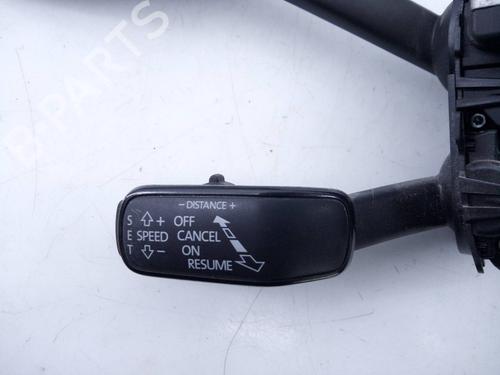 B-PARTS
- DISTANCE +
S + OFF
E SPEED CANCEL
T - ON
RESUME